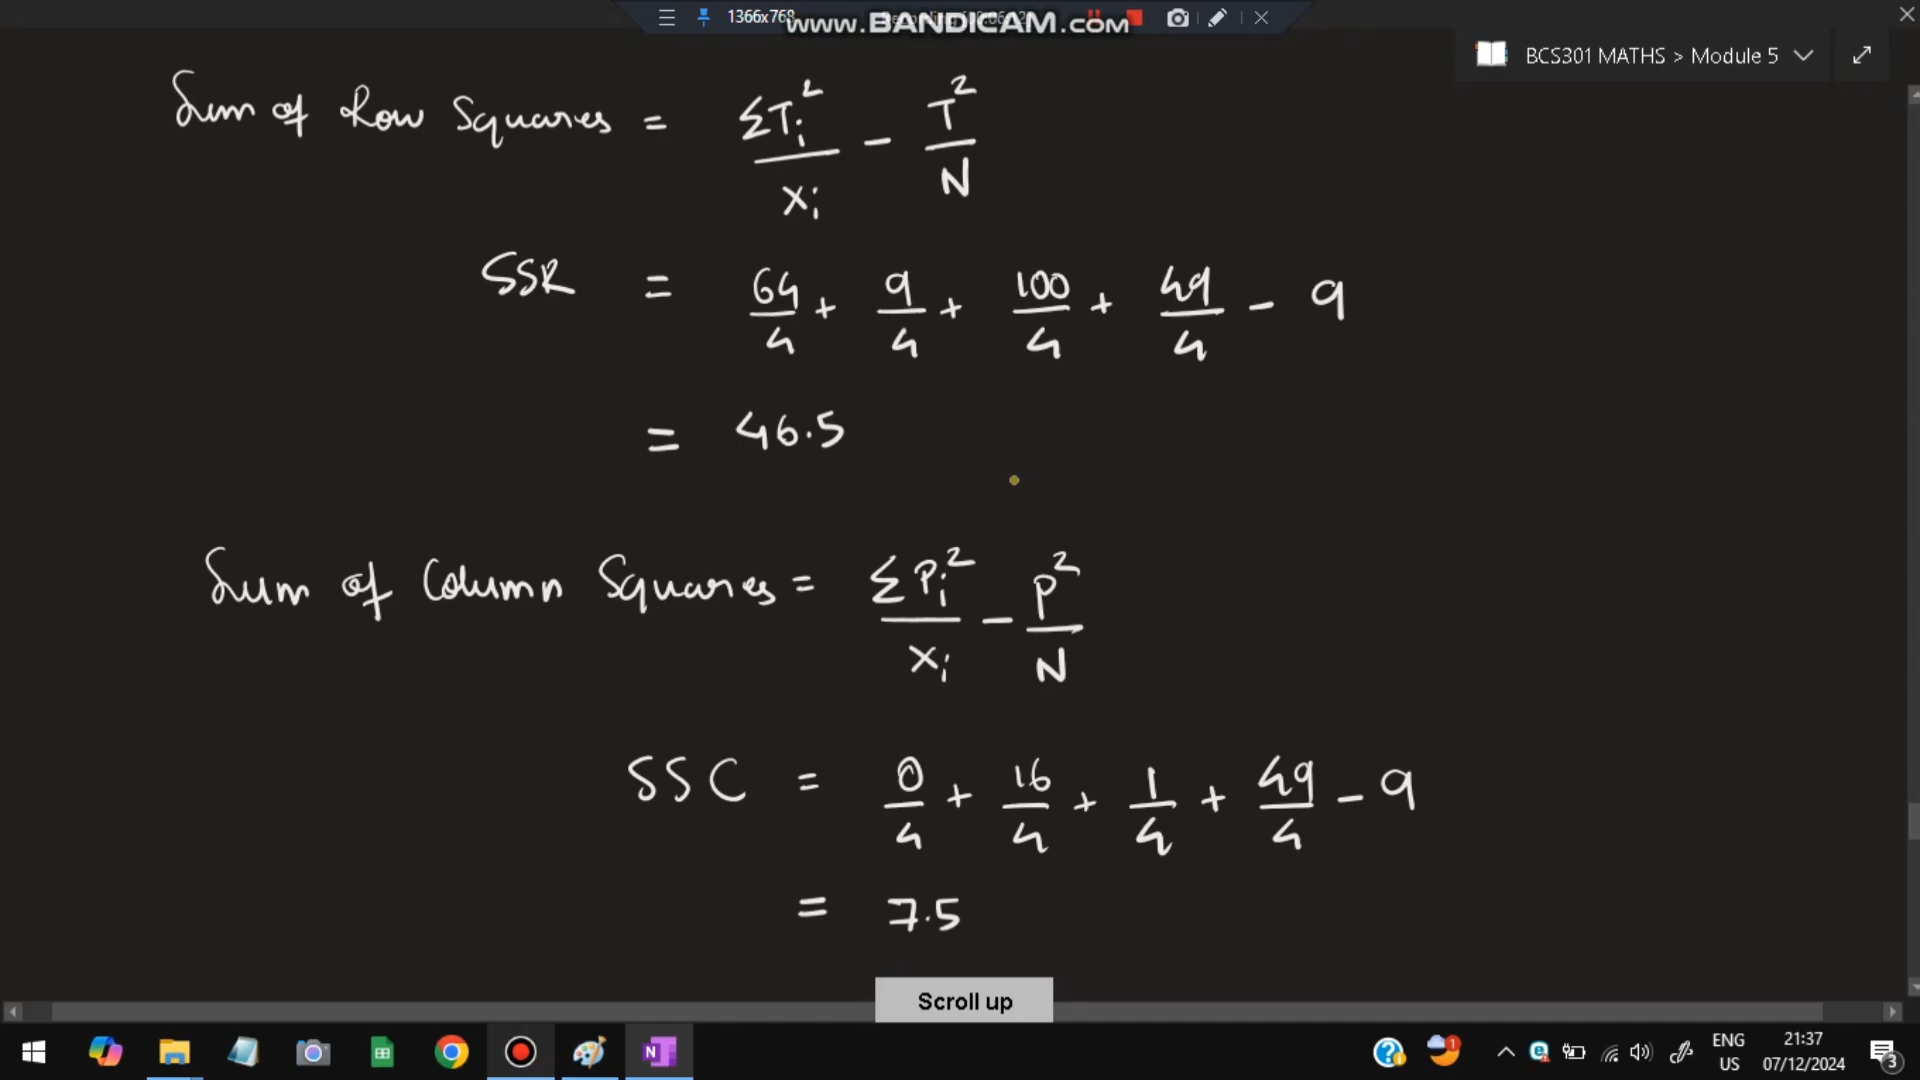 1366x768
www.BANDICAM.com
BCS301 MATHS > Module 5
Sum of Row Squares = ΣTᵢ²/xᵢ - T²/N
SSR = 64/4 + 9/4 + 100/4 + 49/4 - 9
= 46.5
Sum of Column Squares = ΣPᵢ²/xᵢ - P²/N
SSC = 0/4 + 16/4 + 1/4 + 49/4 - 9
= 7.5
Scroll up
ENG
US
21:37
07/12/2024
3